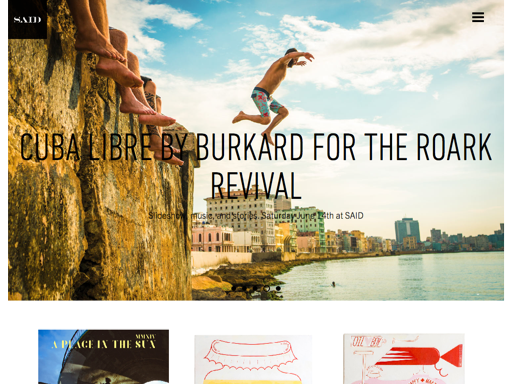 SAID
CUBA LIBRE BY BURKARD FOR THE ROARK
REVIVAL
Slideshow, music, and stories. Saturday June 14th at SAID
MMXIV
A PLACE IN THE SUN